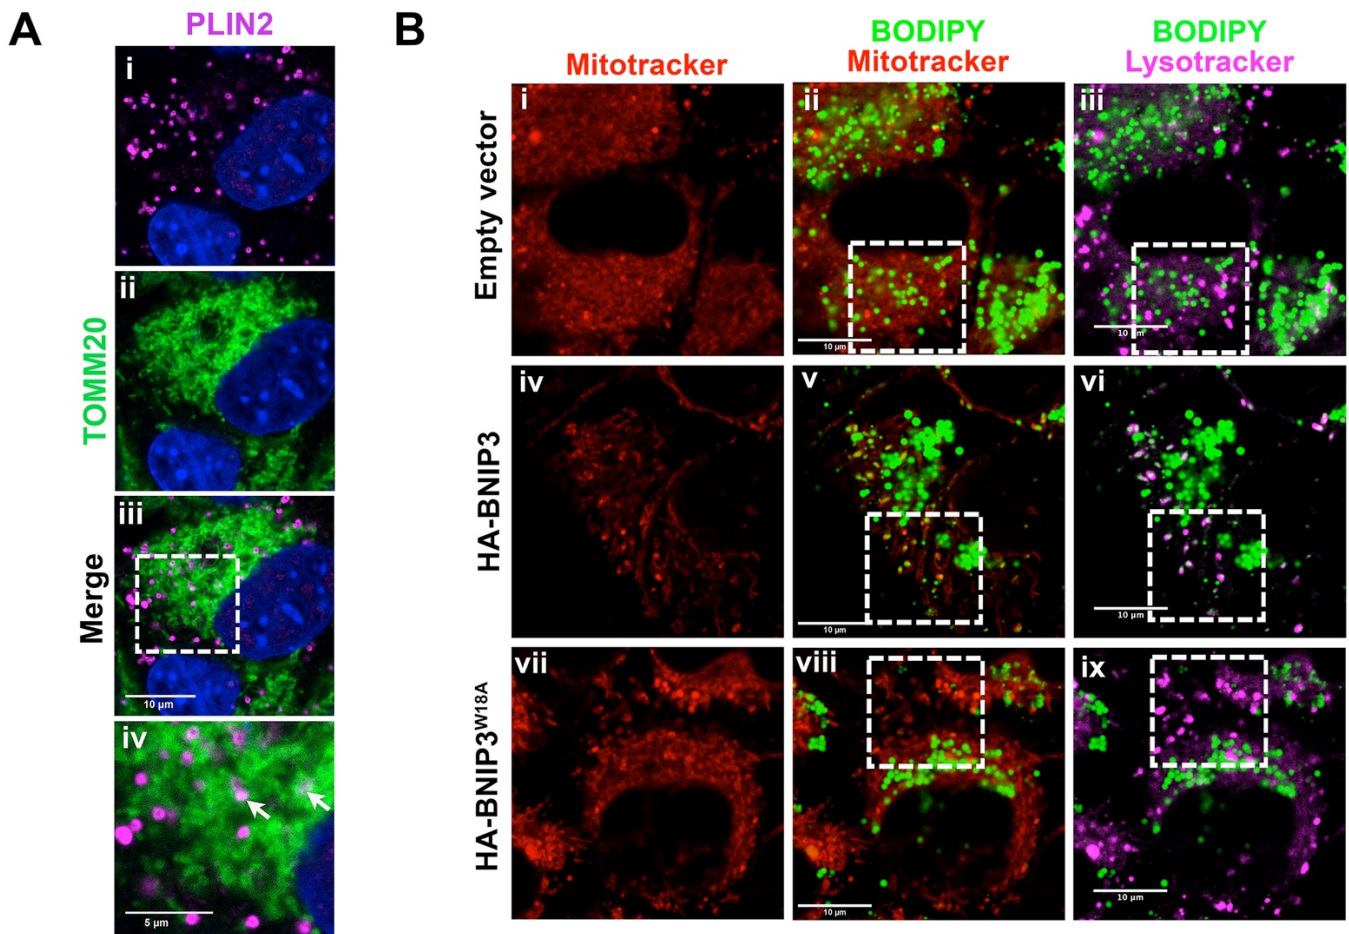 A
PLIN2
i
TOMM20
ii
Merge
iii
10 µm
iv
5 µm
B
Mitotracker
BODIPY
Mitotracker
BODIPY
Lysotracker
Empty vector
i
ii
10 µm
iii
10 µm
HA-BNIP3
iv
v
10 µm
vi
10 µm
HA-BNIP3W18A
vii
viii
10 µm
ix
10 µm